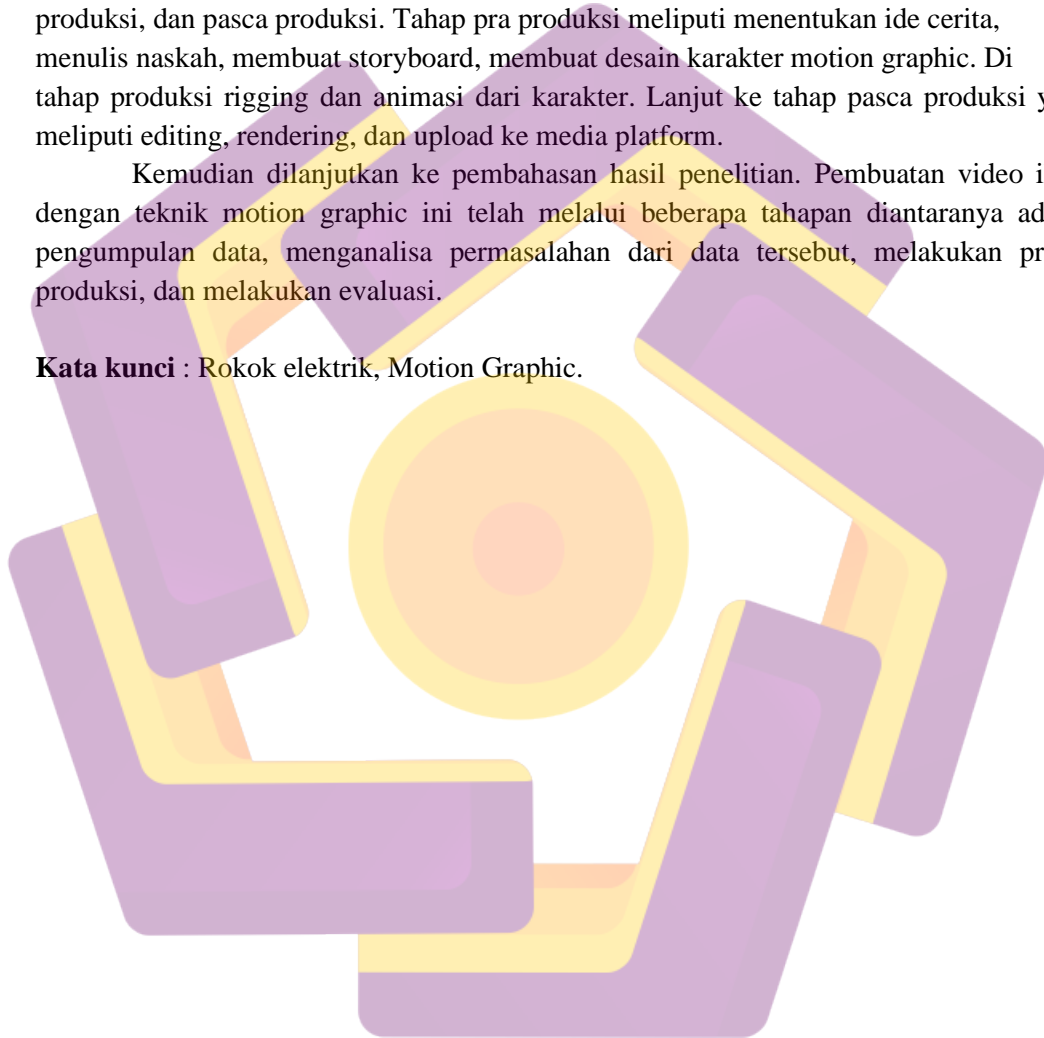 produksi, dan pasca produksi. Tahap pra produksi meliputi menentukan ide cerita,
menulis naskah, membuat storyboard, membuat desain karakter motion graphic. Di
tahap produksi rigging dan animasi dari karakter. Lanjut ke tahap pasca produksi
meliputi editing, rendering, dan upload ke media platform.
Kemudian dilanjutkan ke pembahasan hasil penelitian. Pembuatan video
dengan teknik motion graphic ini telah melalui beberapa tahapan diantaranya
pengumpulan data, menganalisa permasalahan dari data tersebut, melakukan
produksi, dan melakukan evaluasi.
Kata kunci : Rokok elektrik, Motion Graphic.